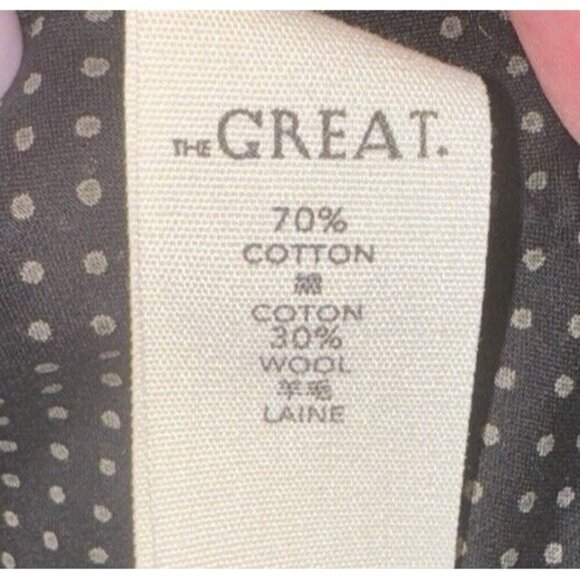 THE GREAT.
70%
COTTON
綿
COTON
30%
WOOL
羊毛
LAINE